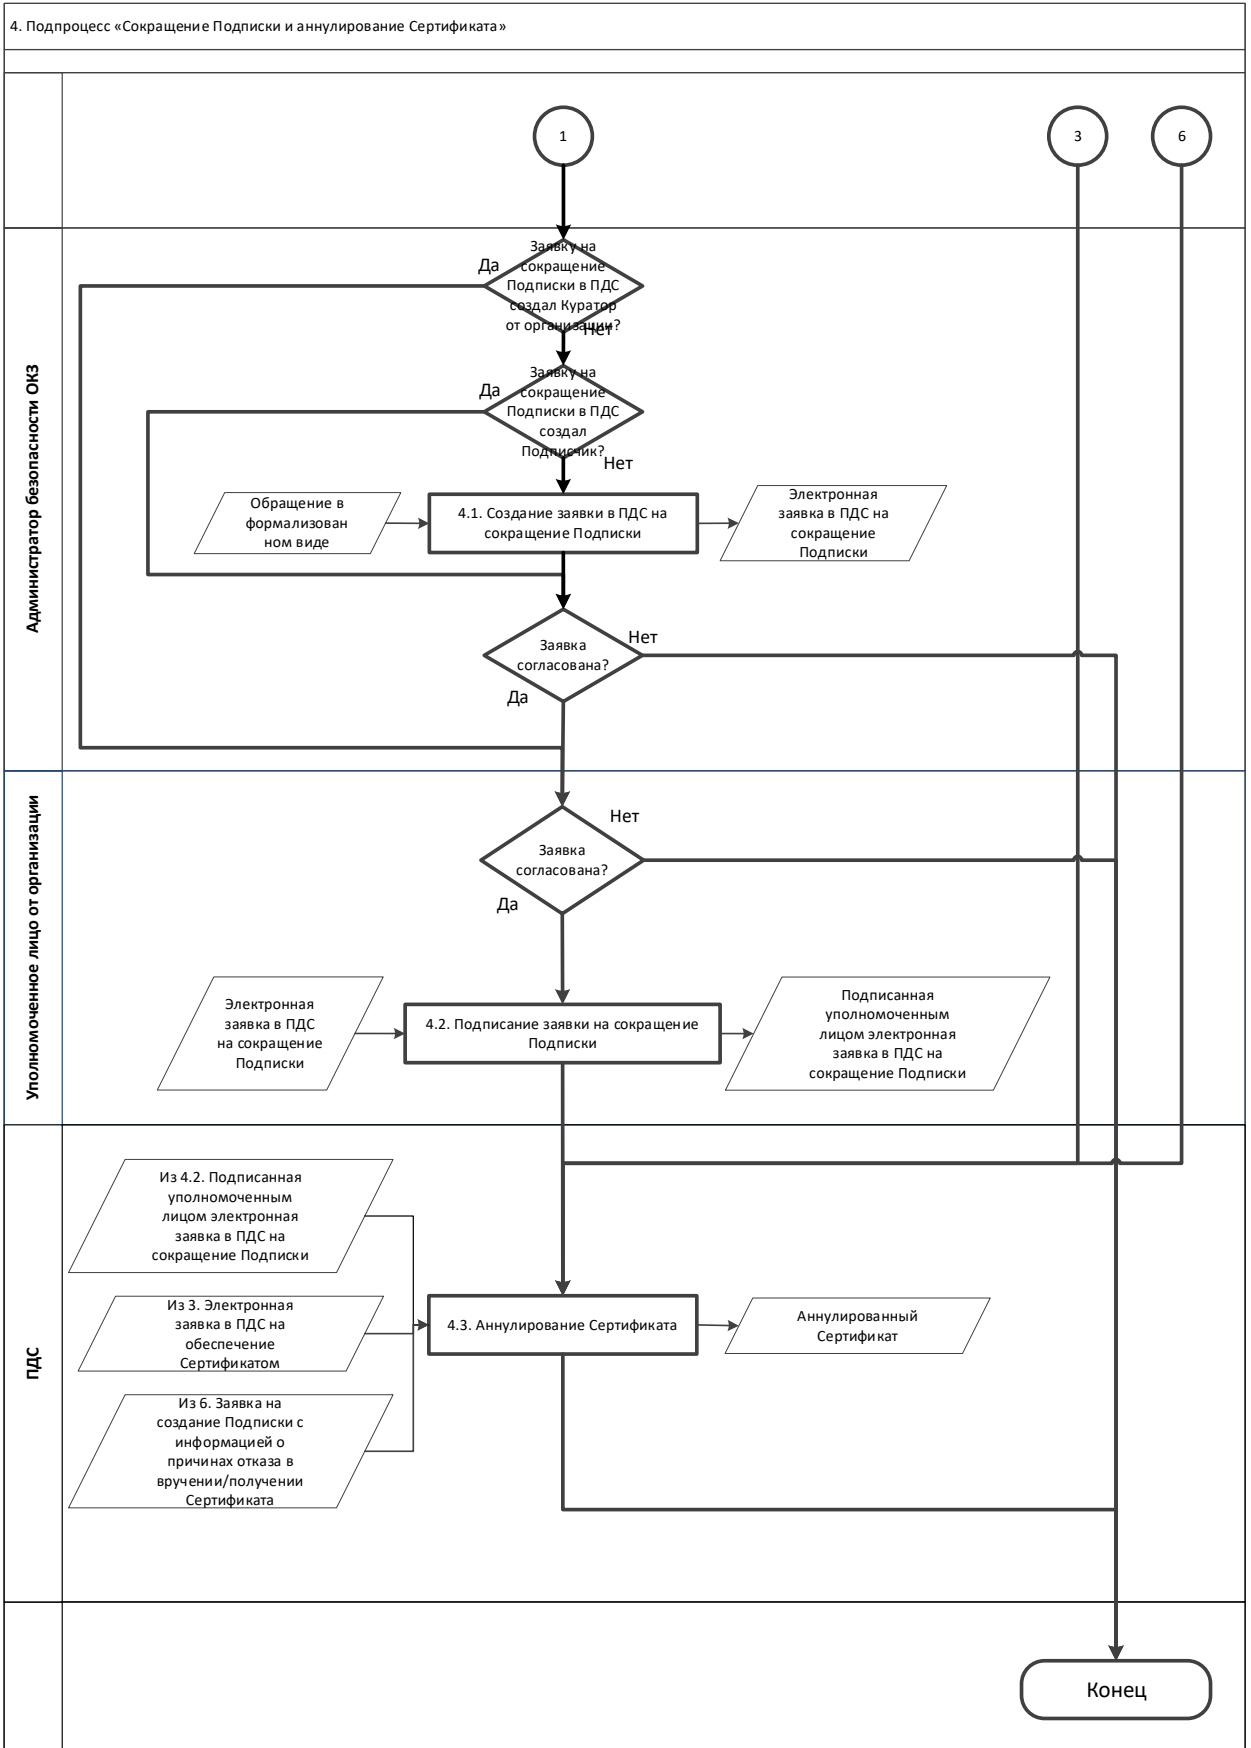 4. Подпроцесс «Сокращение Подписки и аннулирование Сертификата»
1
3
6
Администратор безопасности ОКЗ
Заявку на
сокращение
Подписки в ПДС
создал Куратор
от организации?
Да
Нет
Заявку на
сокращение
Подписки в ПДС
создал
Подписчик?
Да
Нет
Обращение в
формализован
ном виде
4.1. Создание заявки в ПДС на
сокращение Подписки
Электронная
заявка в ПДС на
сокращение
Подписки
Заявка
согласована?
Нет
Да
Уполномоченное лицо от организации
Заявка
согласована?
Нет
Да
Электронная
заявка в ПДС
на сокращение
Подписки
4.2. Подписание заявки на сокращение
Подписки
Подписанная
уполномоченным
лицом электронная
заявка в ПДС на
сокращение Подписки
ПДС
Из 4.2. Подписанная
уполномоченным
лицом электронная
заявка в ПДС на
сокращение Подписки
Из 3. Электронная
заявка в ПДС на
обеспечение
Сертификатом
Из 6. Заявка на
создание Подписки с
информацией о
причинах отказа в
вручении/получении
Сертификата
4.3. Аннулирование Сертификата
Аннулированный
Сертификат
Конец